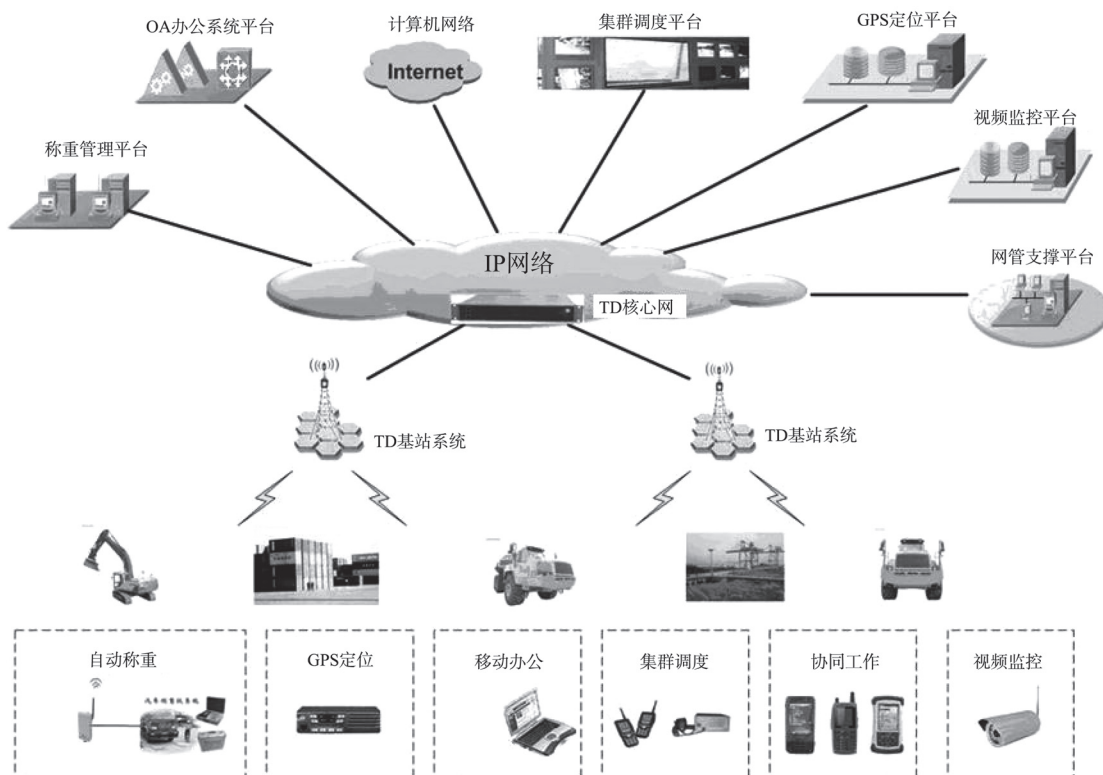 OA办公系统平台
计算机网络
集群调度平台
GPS定位平台
Internet
视频监控平台
称重管理平台
IP网络
网管支撑平台
TD核心网
TD基站系统
TD基站系统
自动称重
GPS定位
移动办公
集群调度
协同工作
视频监控